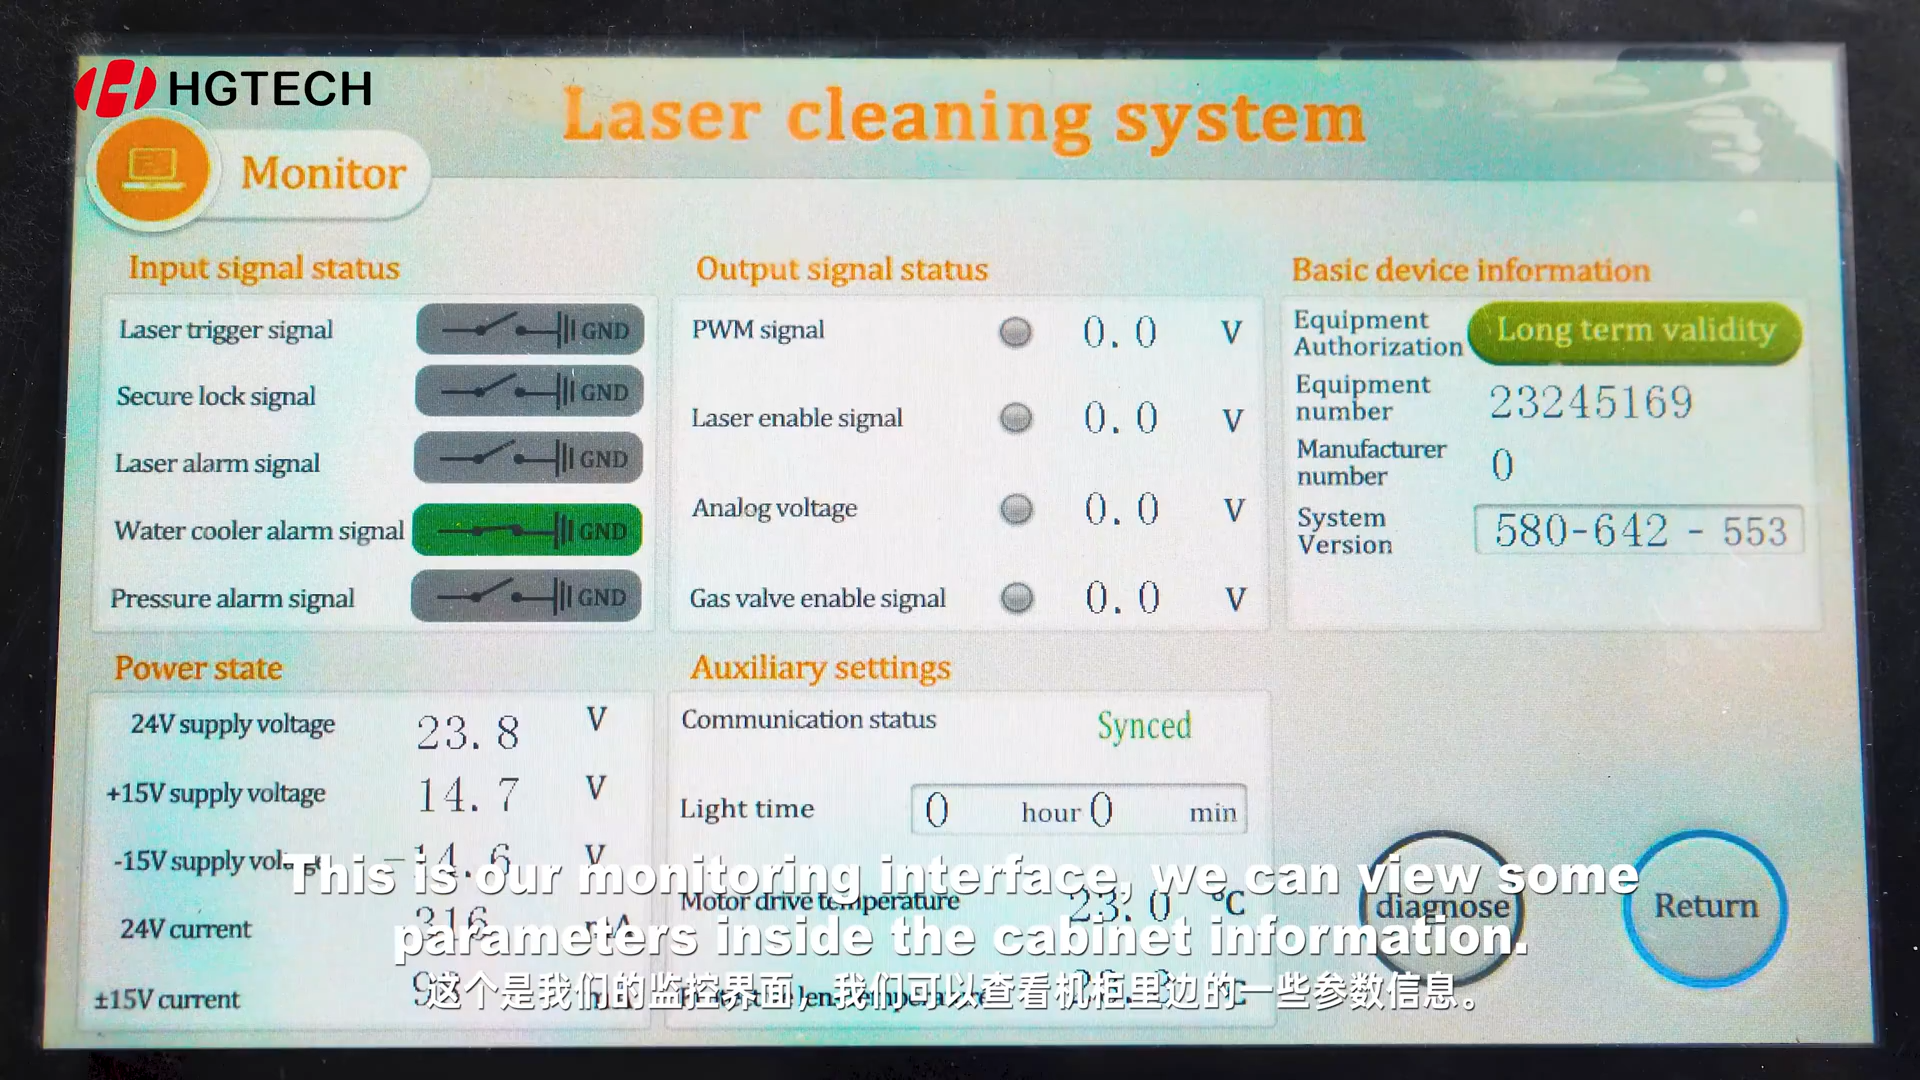 HGTECH
Laser cleaning system
Monitor
Input signal status
Laser trigger signal GND
Secure lock signal GND
Laser alarm signal GND
Water cooler alarm signal GND
Pressure alarm signal GND
Output signal status
PWM signal 0.0 V
Laser enable signal 0.0 V
Analog voltage 0.0 V
Gas valve enable signal 0.0 V
Basic device information
Equipment
Authorization
Long term validity
Equipment
number
23245169
Manufacturer
number
0
System
Version
580-642 - 553
Power state
24V supply voltage 23.8 V
+15V supply voltage 14.7 V
-15V supply voltage -14.6 V
24V current 316 mA
±15V current
Auxiliary settings
Communication status Synced
Light time 0 hour 0 min
Motor drive temperature 23.0 °C
diagnose
Return
This is our monitoring interface, we can view some
parameters inside the cabinet information.
这个是我们的监控界面，我们可以查看机柜里边的一些参数信息。